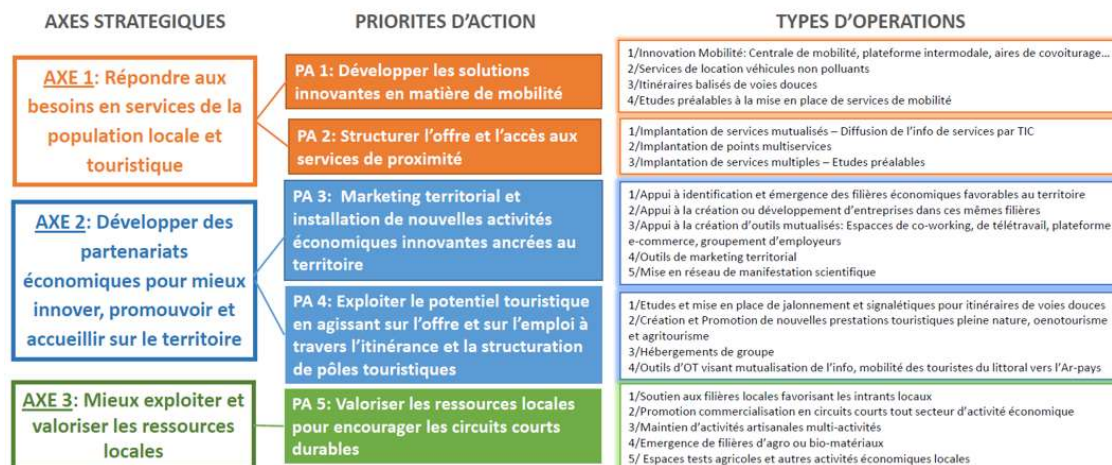 AXES STRATEGIQUES
PRIORITES D'ACTION
TYPES D'OPERATIONS
AXE 1: Répondre aux
besoins en services de la
population locale et
touristique
PA 1: Développer les solutions
innovantes en matière de mobilité
1/Innovation Mobilité: Centrale de mobilité, plateforme intermodale, aires de covoiturage...
2/Services de location véhicules non polluants
3/Itinéraires balisés de voies douces
4/Etudes préalables à la mise en place de services de mobilité
PA 2: Structurer l'offre et l'accès aux
services de proximité
1/Implantation de services mutualisés – Diffusion de l'info de services par TIC
2/Implantation de points multiservices
3/Implantation de services multiples – Etudes préalables
AXE 2: Développer des
partenariats
économiques pour mieux
innover, promouvoir et
accueillir sur le territoire
PA 3: Marketing territorial et
installation de nouvelles activités
économiques innovantes ancrées au
territoire
1/Appui à identification et émergence des filières économiques favorables au territoire
2/Appui à la création ou développement d'entreprises dans ces mêmes filières
3/Appui à la création d'outils mutualisés: Espacces de co-working, de télétravail, plateforme
e-commerce, groupement d'employeurs
4/Outils de marketing territorial
5/Mise en réseau de manifestation scientifique
PA 4: Exploiter le potentiel touristique
en agissant sur l'offre et sur l'emploi à
travers l'itinérance et la structuration
de pôles touristiques
1/Etudes et mise en place de jalonnement et signalétiques pour itinéraires de voies douces
2/Création et Promotion de nouvelles prestations touristiques pleine nature, oenotourisme
et agritourisme
3/Hébergements de groupe
4/Outils d'OT visant mutualisation de l'info, mobilité des touristes du littoral vers l'Ar-pays
AXE 3: Mieux exploiter et
valoriser les ressources
locales
PA 5: Valoriser les ressources locales
pour encourager les circuits courts
durables
1/Soutien aux filières locales favorisant les intrants locaux
2/Promotion commercialisation en circuits courts tout secteur d'activité économique
3/Maintien d'activités artisanales multi-activités
4/Emergence de filières d'agro ou bio-matériaux
5/ Espaces tests agricoles et autres activités économiques locales